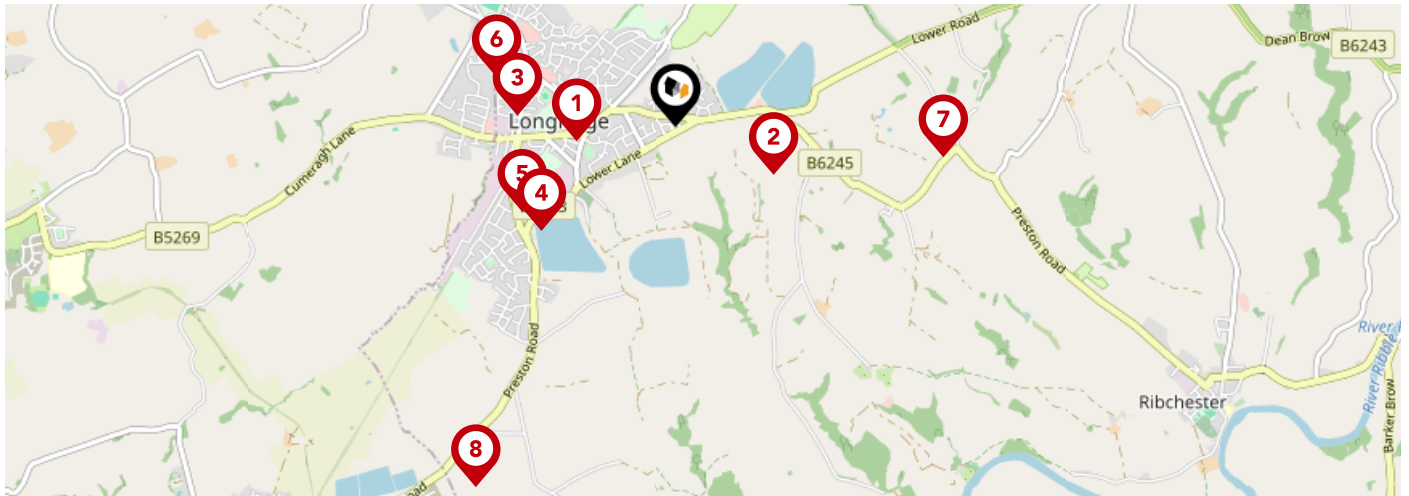 Lower Road
Dean Brow
B6243
6
3
1
Longridge
7
2
B6245
Cumeragh Lane
Lower Lane
5
4
B5269
Preston Road
River
River Ribble
Preston Road
Ribchester
Barker Brow
8